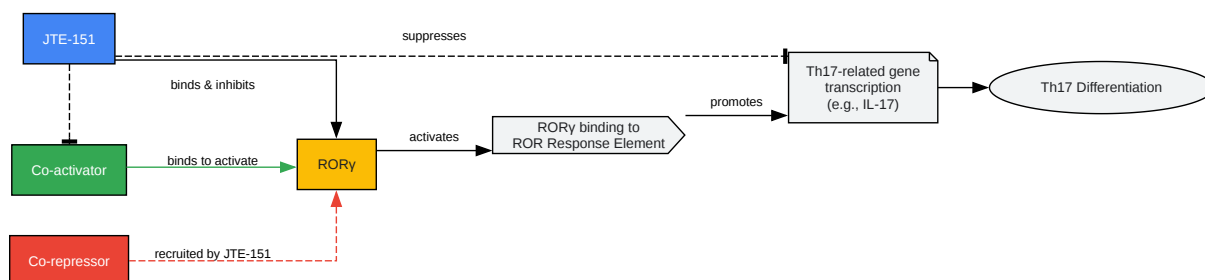 JTE-151
suppresses
binds & inhibits
Th17-related gene
transcription
(e.g., IL-17)
Th17 Differentiation
promotes
RORγ binding to
ROR Response Element
activates
RORγ
Co-activator
binds to activate
Co-repressor
recruited by JTE-151